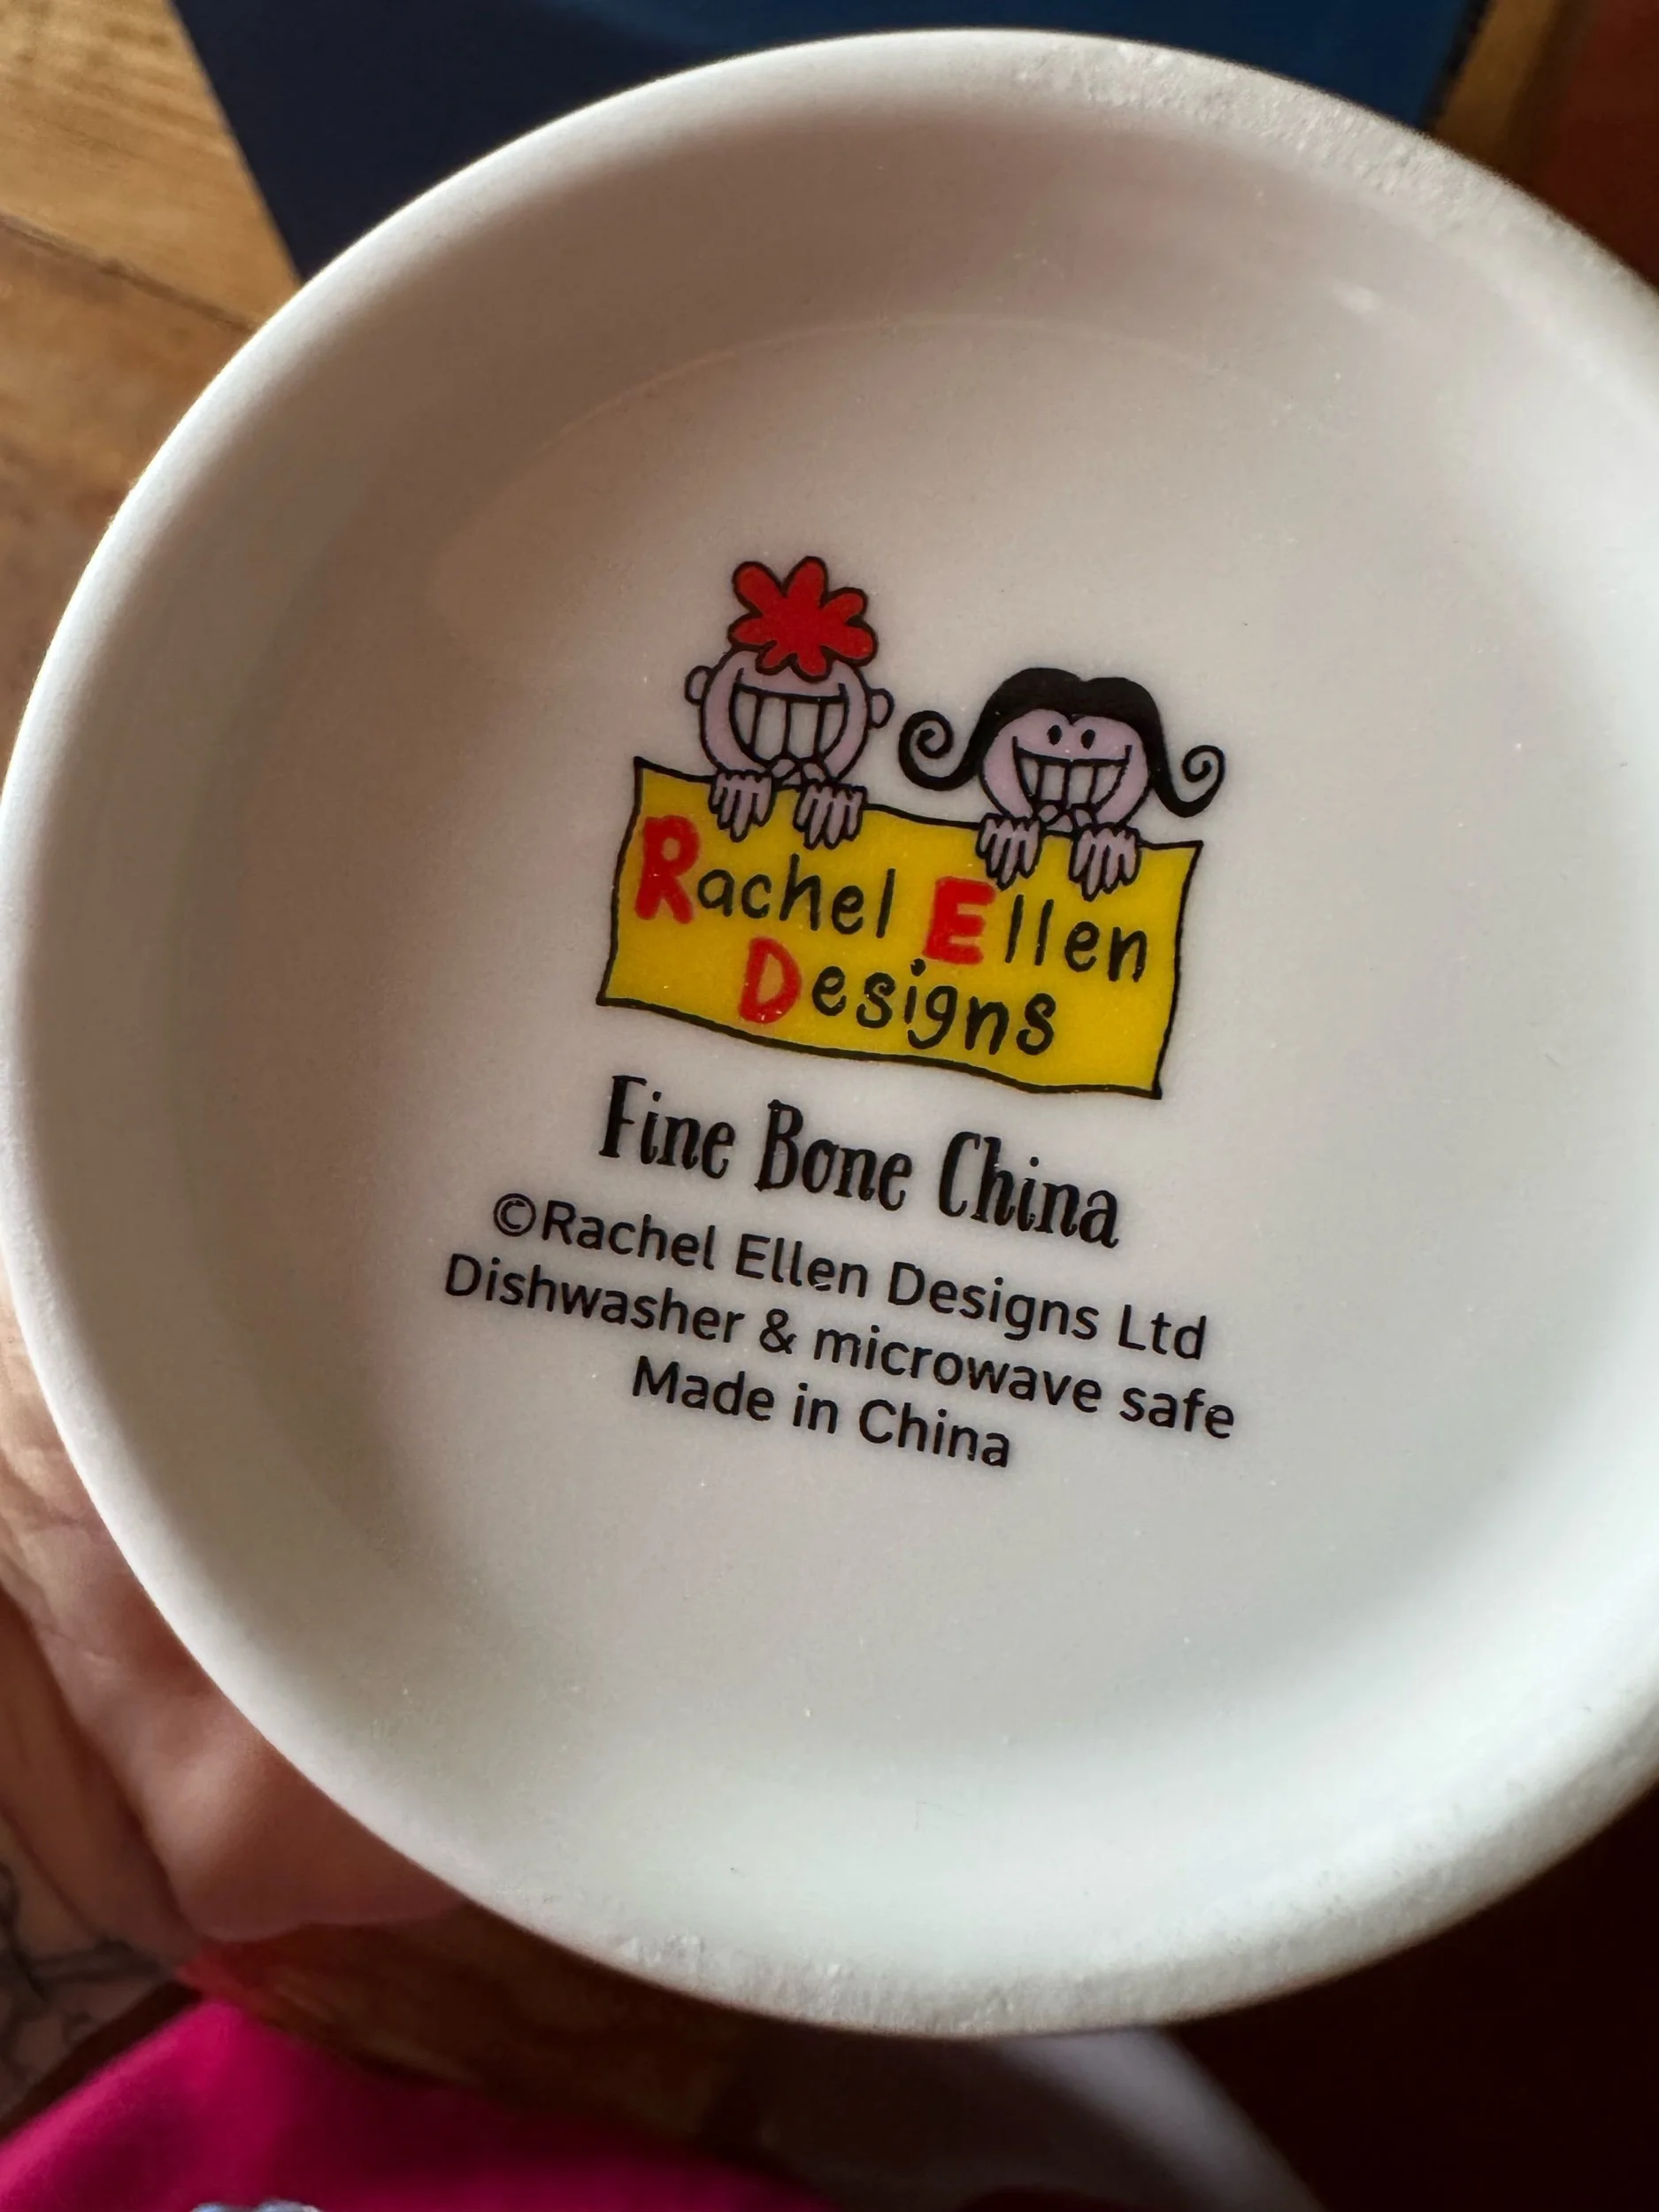 Rachel Ellen
Designs
Fine Bone China
©Rachel Ellen Designs Ltd
Dishwasher & microwave safe
Made in China